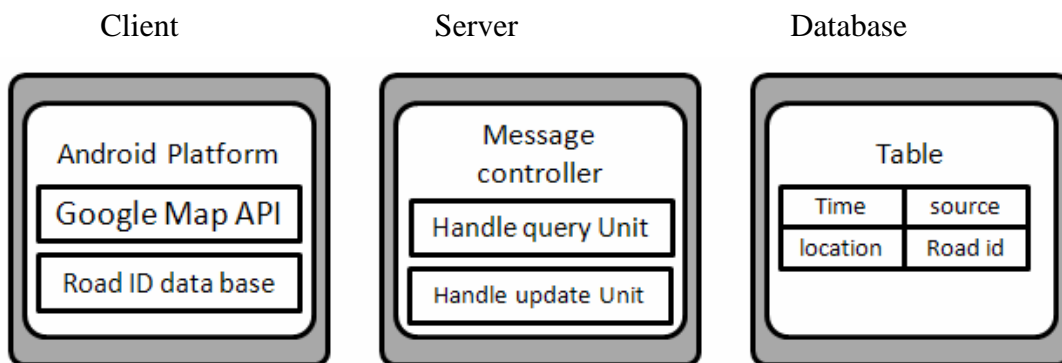 Client
Server
Database
Android Platform
Google Map API
Road ID data base
Message
controller
Handle query Unit
Handle update Unit
Table
Time
source
location
Road id